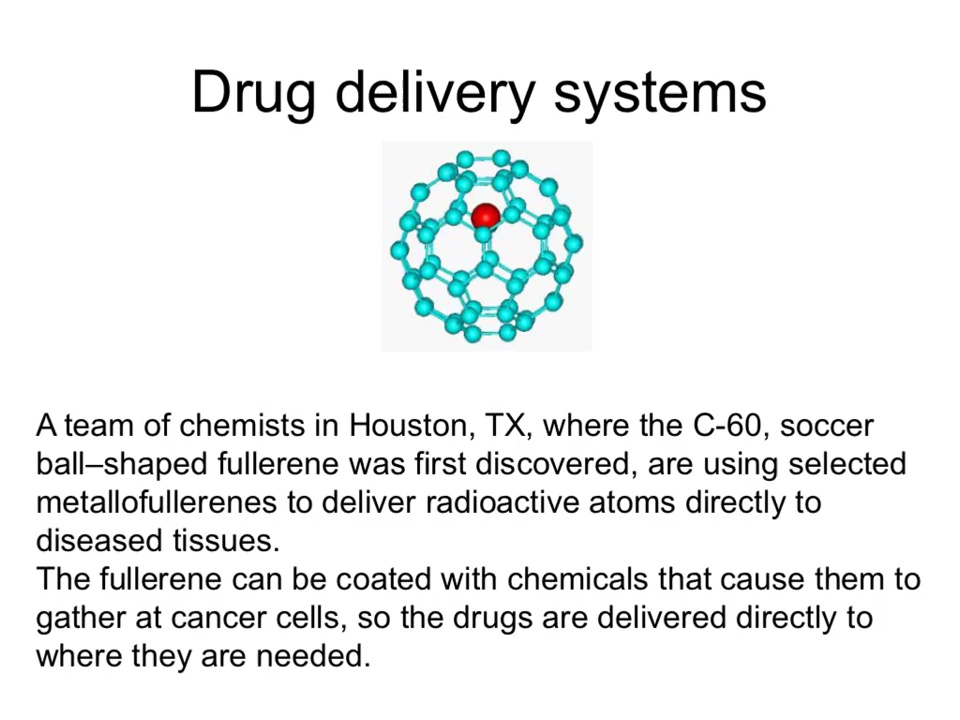 Drug delivery systems
A team of chemists in Houston, TX, where the C-60, soccer
ball–shaped fullerene was first discovered, are using selected
metallofullerenes to deliver radioactive atoms directly to
diseased tissues.
The fullerene can be coated with chemicals that cause them to
gather at cancer cells, so the drugs are delivered directly to
where they are needed.